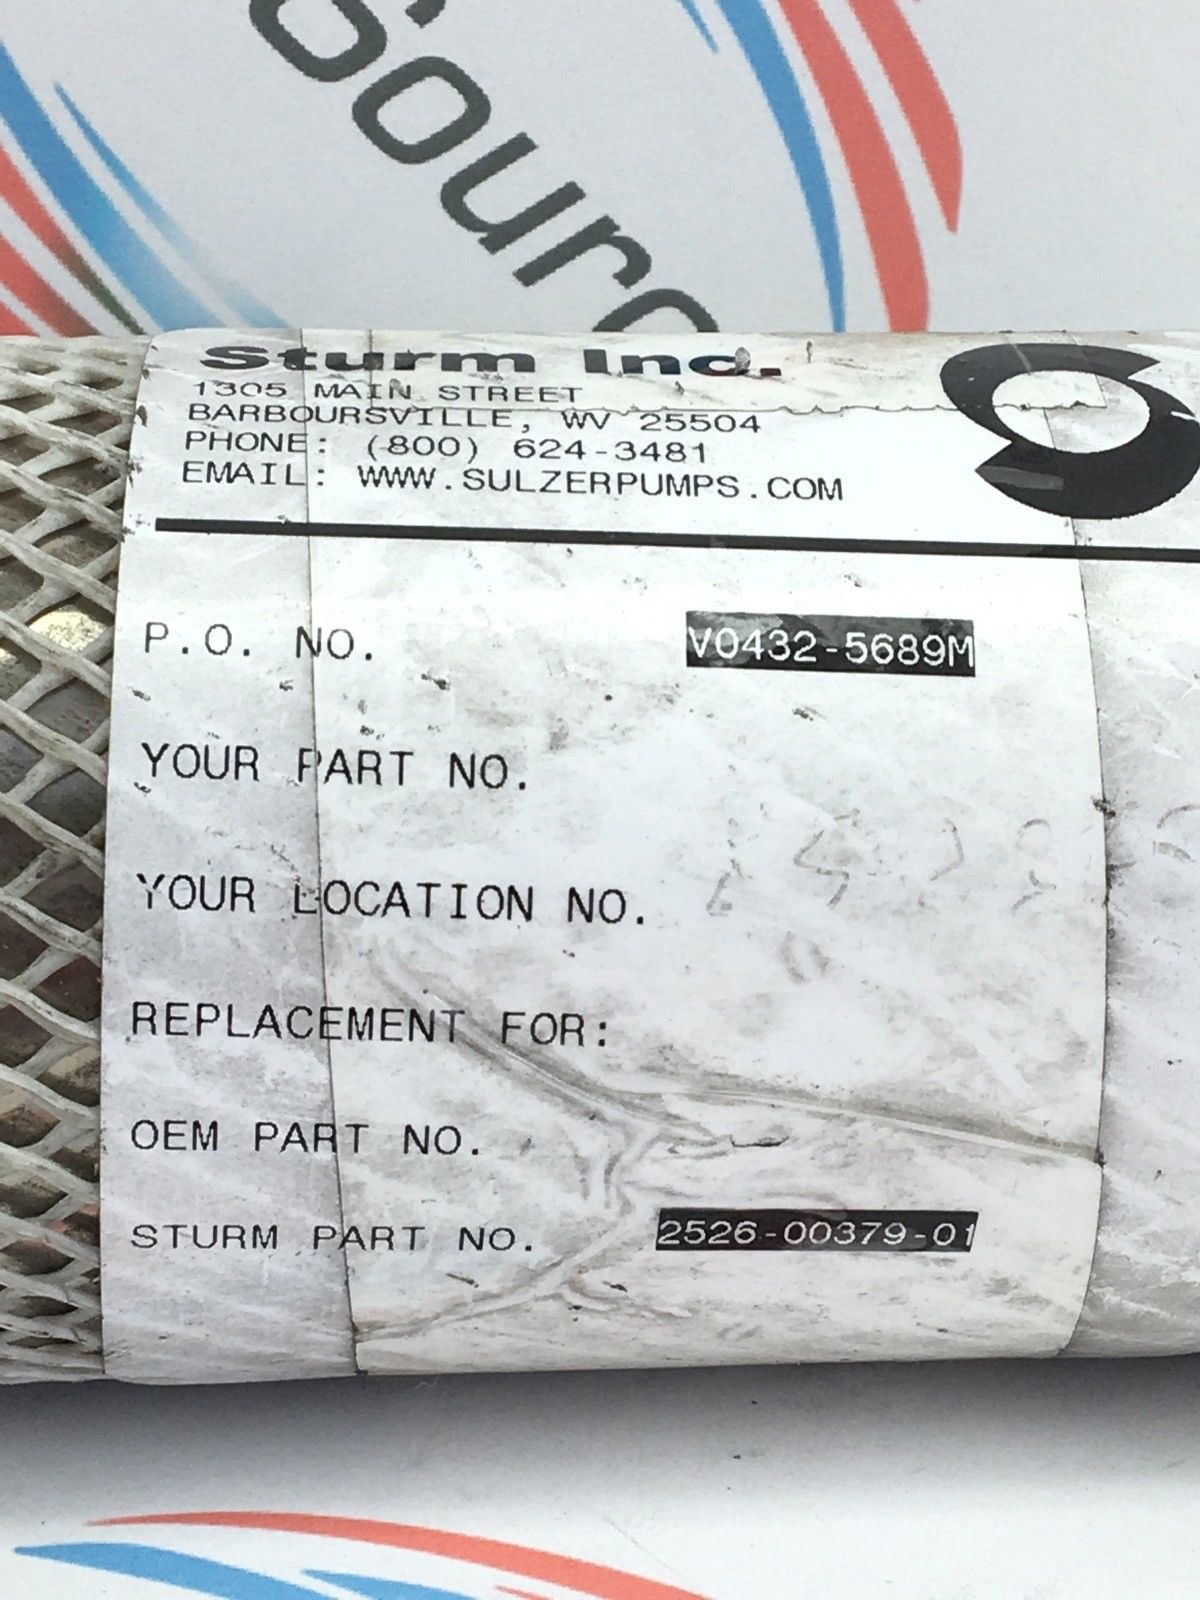 Sturm Inc.
1305 MAIN STREET
BARBOURSVILLE, WV 25504
PHONE: (800) 624-3481
EMAIL: WWW.SULZERPUMPS.COM
P.O. NO. V0432-5689M
YOUR PART NO.
YOUR LOCATION NO.
REPLACEMENT FOR:
OEM PART NO.
STURM PART NO. 2526-00379-01